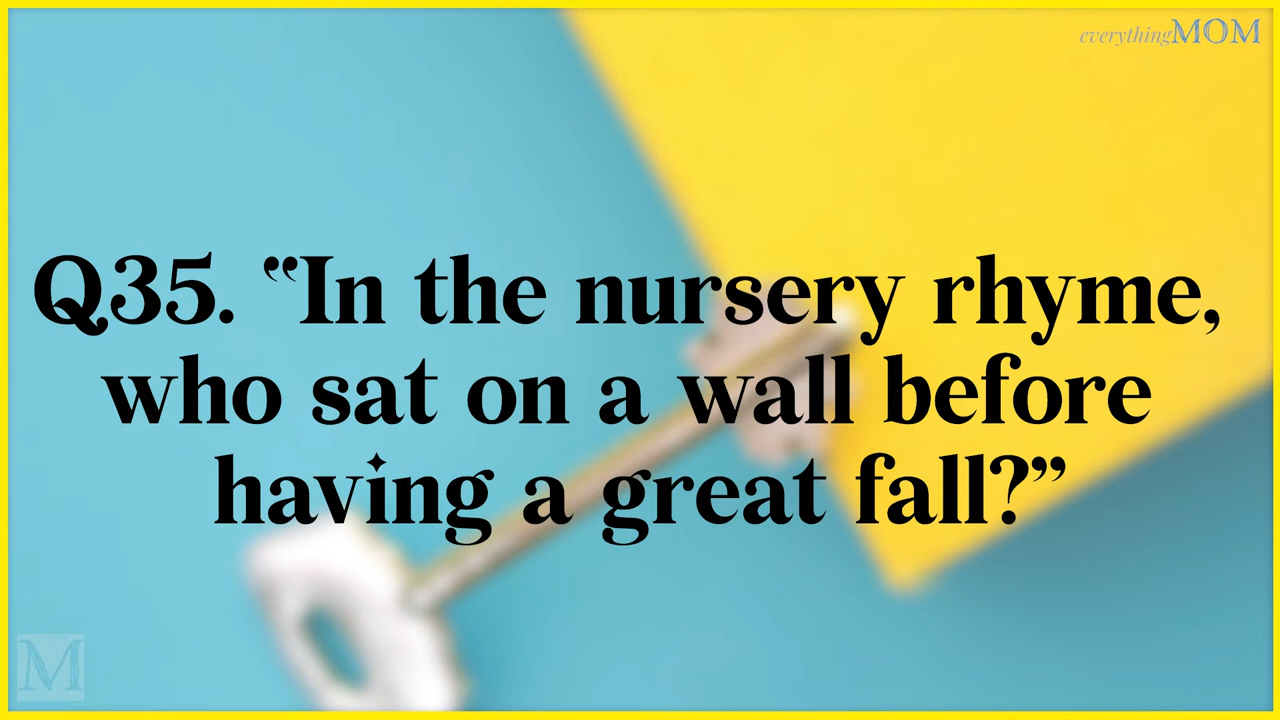 everythingMOM
Q35. “In the nursery rhyme,
who sat on a wall before
having a great fall?”
M